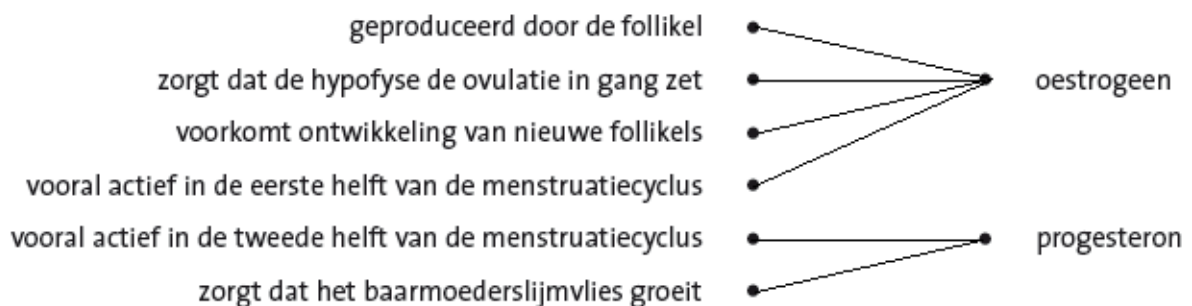 geproduceerd door de follikel
zorgt dat de hypofyse de ovulatie in gang zet oestrogeen
voorkomt ontwikkeling van nieuwe follikels
vooral actief in de eerste helft van de menstruatiecyclus
vooral actief in de tweede helft van de menstruatiecyclus progesteron
zorgt dat het baarmoederslijmvlies groeit